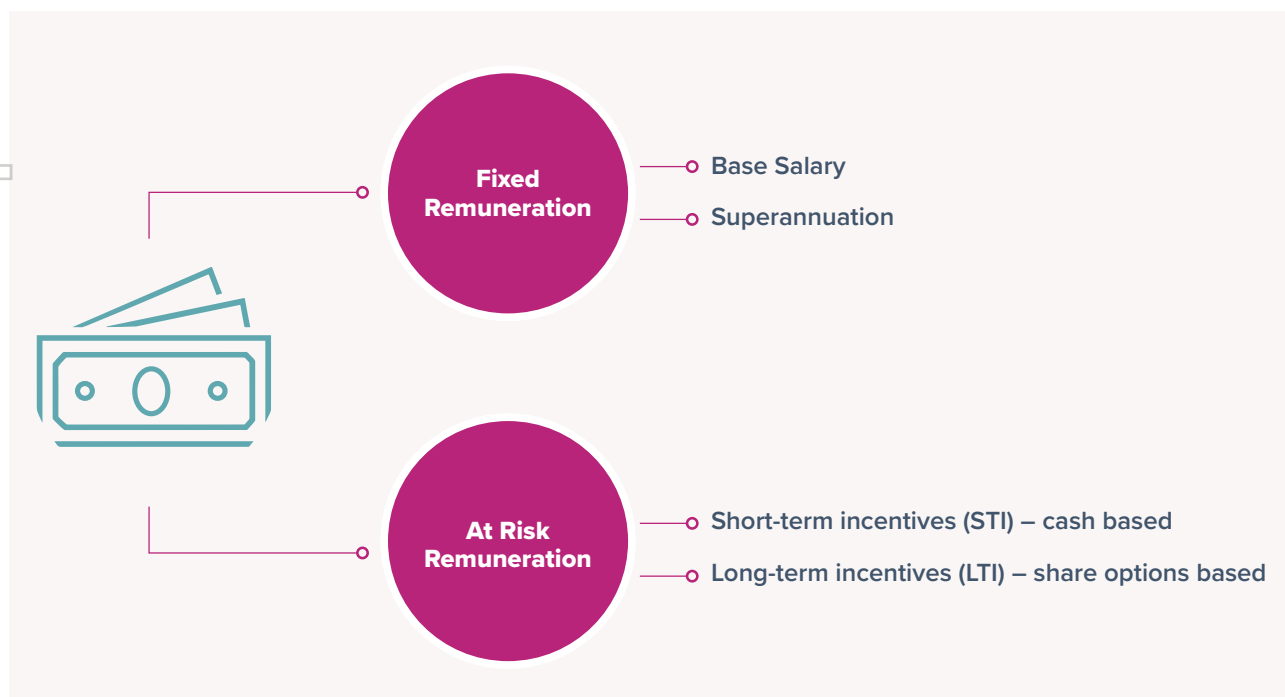 Fixed
Remuneration
Base Salary
Superannuation
At Risk
Remuneration
Short-term incentives (STI) – cash based
Long-term incentives (LTI) – share options based